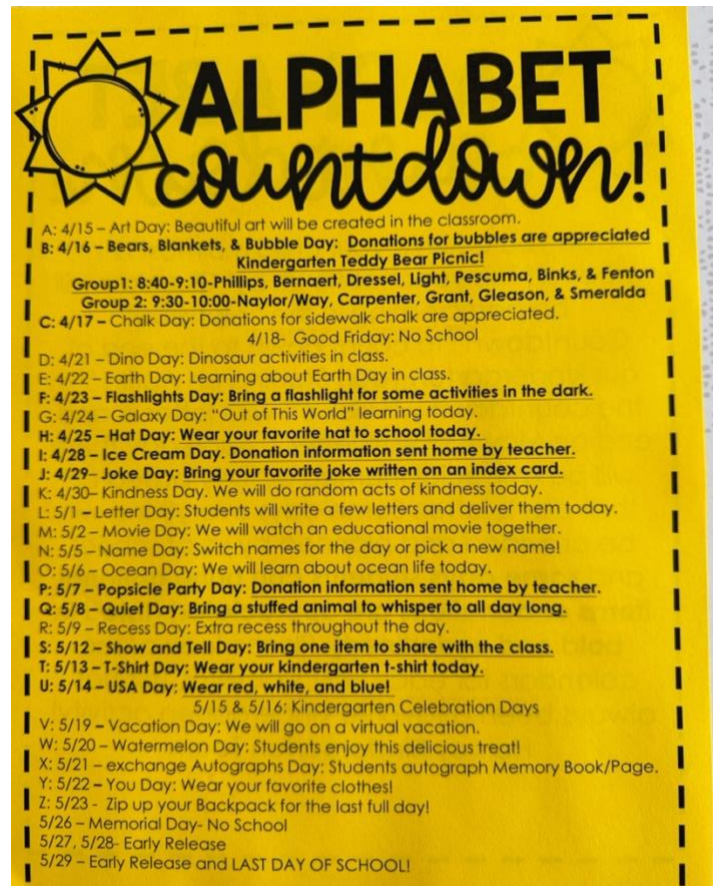 ALPHABET
countdown!
A: 4/15 – Art Day: Beautiful art will be created in the classroom.
B: 4/16 – Bears, Blankets, & Bubble Day: Donations for bubbles are appreciated
Kindergarten Teddy Bear Picnic!
Group1: 8:40-9:10-Phillips, Bernaert, Dressel, Light, Pescuma, Binks, & Fenton
Group 2: 9:30-10:00-Naylor/Way, Carpenter, Grant, Gleason, & Smeralda
C: 4/17 – Chalk Day: Donations for sidewalk chalk are appreciated.
4/18- Good Friday: No School
D: 4/21 – Dino Day: Dinosaur activities in class.
E: 4/22 – Earth Day: Learning about Earth Day in class.
F: 4/23 – Flashlights Day: Bring a flashlight for some activities in the dark.
G: 4/24 – Galaxy Day: “Out of This World” learning today.
H: 4/25 – Hat Day: Wear your favorite hat to school today.
I: 4/28 – Ice Cream Day. Donation information sent home by teacher.
J: 4/29– Joke Day: Bring your favorite joke written on an index card.
K: 4/30– Kindness Day. We will do random acts of kindness today.
L: 5/1 – Letter Day: Students will write a few letters and deliver them today.
M: 5/2 – Movie Day: We will watch an educational movie together.
N: 5/5 – Name Day: Switch names for the day or pick a new name!
O: 5/6 – Ocean Day: We will learn about ocean life today.
P: 5/7 – Popsicle Party Day: Donation information sent home by teacher.
Q: 5/8 – Quiet Day: Bring a stuffed animal to whisper to all day long.
R: 5/9 – Recess Day: Extra recess throughout the day.
S: 5/12 – Show and Tell Day: Bring one item to share with the class.
T: 5/13 – T-Shirt Day: Wear your kindergarten t-shirt today.
U: 5/14 – USA Day: Wear red, white, and blue!
5/15 & 5/16: Kindergarten Celebration Days
V: 5/19 – Vacation Day: We will go on a virtual vacation.
W: 5/20 – Watermelon Day: Students enjoy this delicious treat!
X: 5/21 – exchange Autographs Day: Students autograph Memory Book/Page.
Y: 5/22 – You Day: Wear your favorite clothes!
Z: 5/23 - Zip up your Backpack for the last full day!
5/26 – Memorial Day- No School
5/27, 5/28- Early Release
5/29 – Early Release and LAST DAY OF SCHOOL!